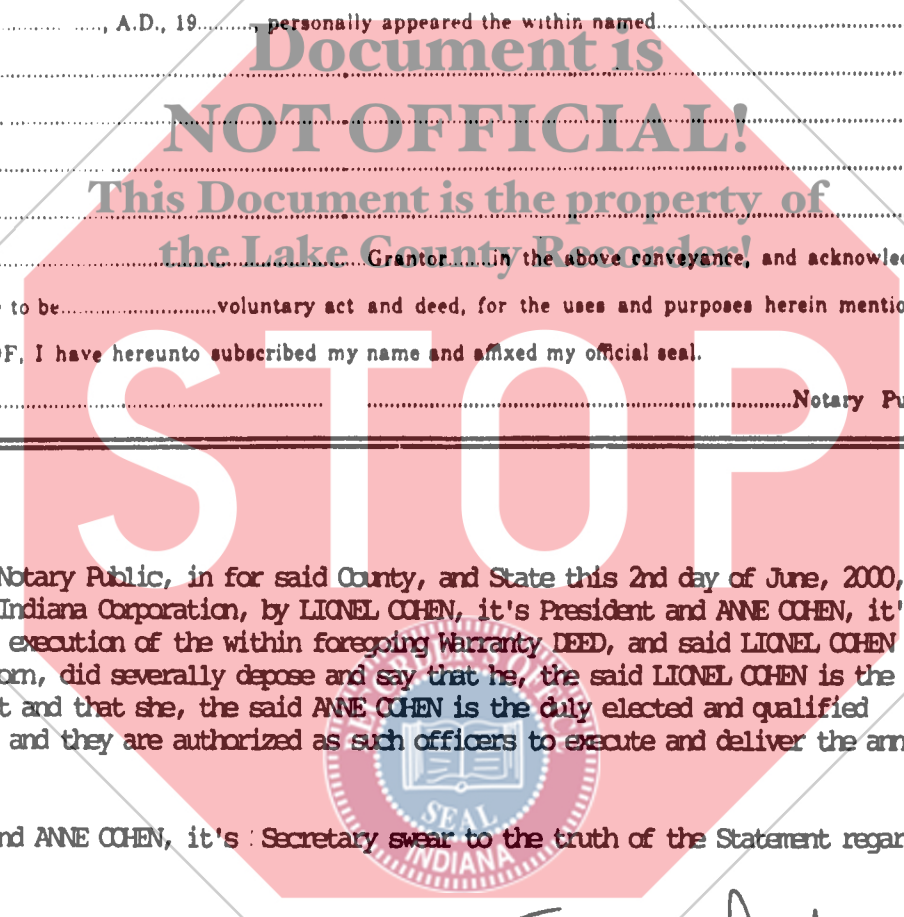 , A.D., 19........, personally appeared the within named
Document is
NOT OFFICIAL!
This Document is the property of
the Lake County Recorder!
Grantor......in the above conveyance, and acknowled
to be..........................voluntary act and deed, for the uses and purposes herein mentio
OF, I have hereunto subscribed my name and affixed my official seal.
Notary Pu
STOP
Notary Public, in for said County, and State this 2nd day of June, 2000,
Indiana Corporation, by LIONEL COHEN, it's President and ANNE COHEN, it'
execution of the within foregoing Warranty DEED, and said LIONEL COHEN
orn, did severally depose and say that he, the said LIONEL COHEN is the
t and that she, the said ANNE COHEN is the duly elected and qualified
and they are authorized as such officers to execute and deliver the ann
SEAL
INDIANA
nd ANNE COHEN, it's : Secretary swear to the truth of the Statement regar